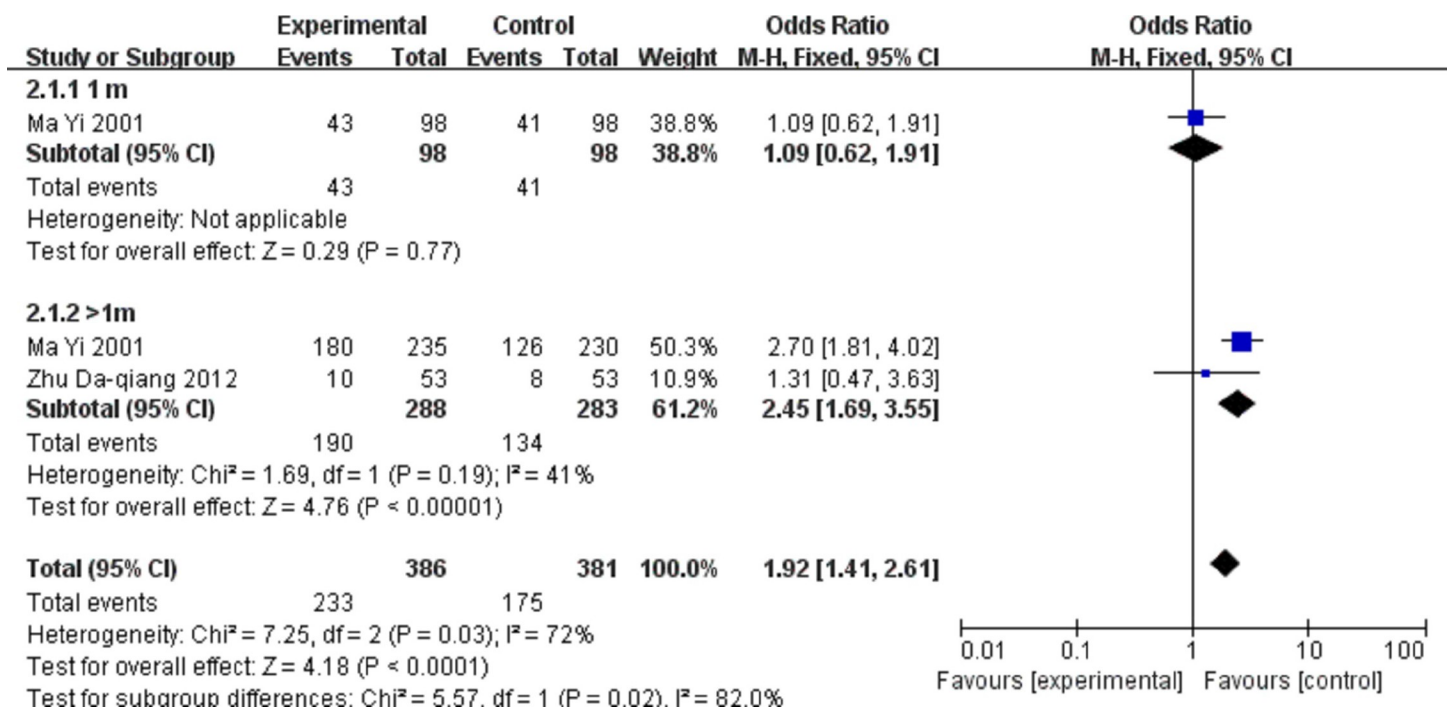 Experimental Control Odds Ratio Odds Ratio
Study or Subgroup Events Total Events Total Weight M-H, Fixed, 95% CI M-H, Fixed, 95% CI
2.1.1 1 m
Ma Yi 2001 43 98 41 98 38.8% 1.09 [0.62, 1.91]
Subtotal (95% CI) 98 98 38.8% 1.09 [0.62, 1.91]
Total events 43 41
Heterogeneity: Not applicable
Test for overall effect: Z = 0.29 (P = 0.77)
2.1.2 >1m
Ma Yi 2001 180 235 126 230 50.3% 2.70 [1.81, 4.02]
Zhu Da-qiang 2012 10 53 8 53 10.9% 1.31 [0.47, 3.63]
Subtotal (95% CI) 288 283 61.2% 2.45 [1.69, 3.55]
Total events 190 134
Heterogeneity: Chi² = 1.69, df = 1 (P = 0.19); I² = 41%
Test for overall effect: Z = 4.76 (P < 0.00001)
Total (95% CI) 386 381 100.0% 1.92 [1.41, 2.61]
Total events 233 175
Heterogeneity: Chi² = 7.25, df = 2 (P = 0.03); I² = 72%
Test for overall effect: Z = 4.18 (P < 0.0001)
Test for subgroup differences: Chi² = 5.57, df = 1 (P = 0.02), I² = 82.0%
0.01 0.1 1 10 100
Favours [experimental] Favours [control]